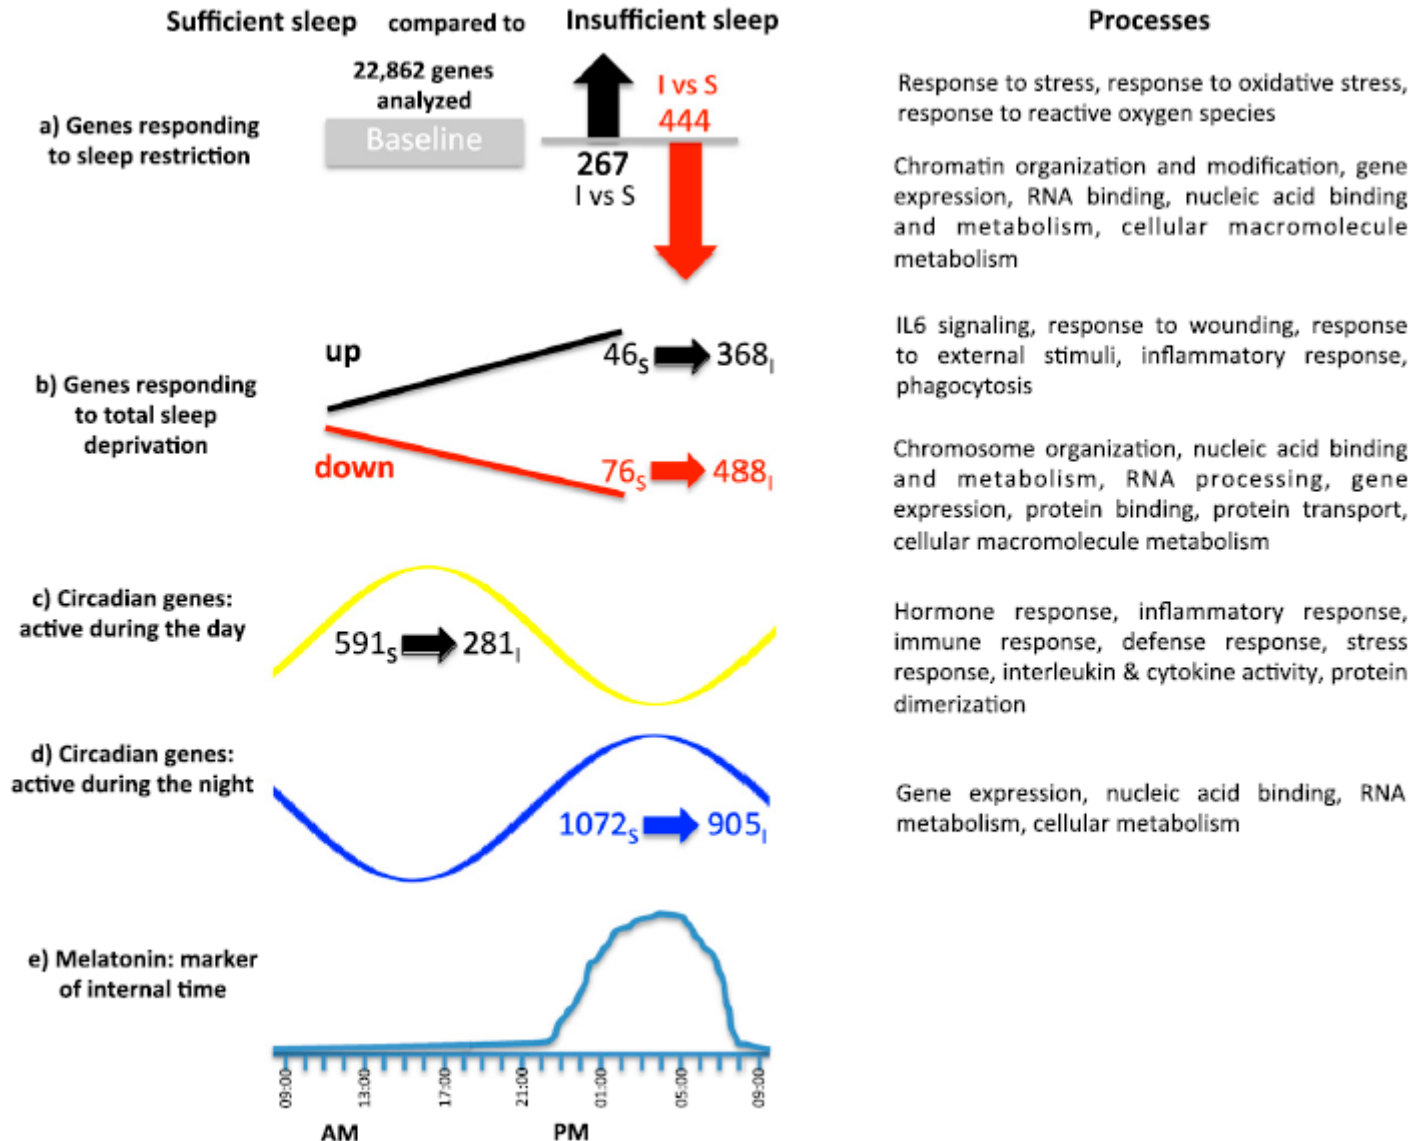 Sufficient sleep compared to Insufficient sleep Processes
22,862 genes
analyzed
Baseline
I vs S
444
267
I vs S
a) Genes responding
to sleep restriction
Response to stress, response to oxidative stress,
response to reactive oxygen species
Chromatin organization and modification, gene
expression, RNA binding, nucleic acid binding
and metabolism, cellular macromolecule
metabolism
b) Genes responding
to total sleep
deprivation
up
46S 368I
down
76S 488I
IL6 signaling, response to wounding, response
to external stimuli, inflammatory response,
phagocytosis
Chromosome organization, nucleic acid binding
and metabolism, RNA processing, gene
expression, protein binding, protein transport,
cellular macromolecule metabolism
c) Circadian genes:
active during the day
591S 281I
Hormone response, inflammatory response,
immune response, defense response, stress
response, interleukin & cytokine activity, protein
dimerization
d) Circadian genes:
active during the night
1072S 905I
Gene expression, nucleic acid binding, RNA
metabolism, cellular metabolism
e) Melatonin: marker
of internal time
09:00 13:00 17:00 21:00 01:00 05:00 09:00
AM PM